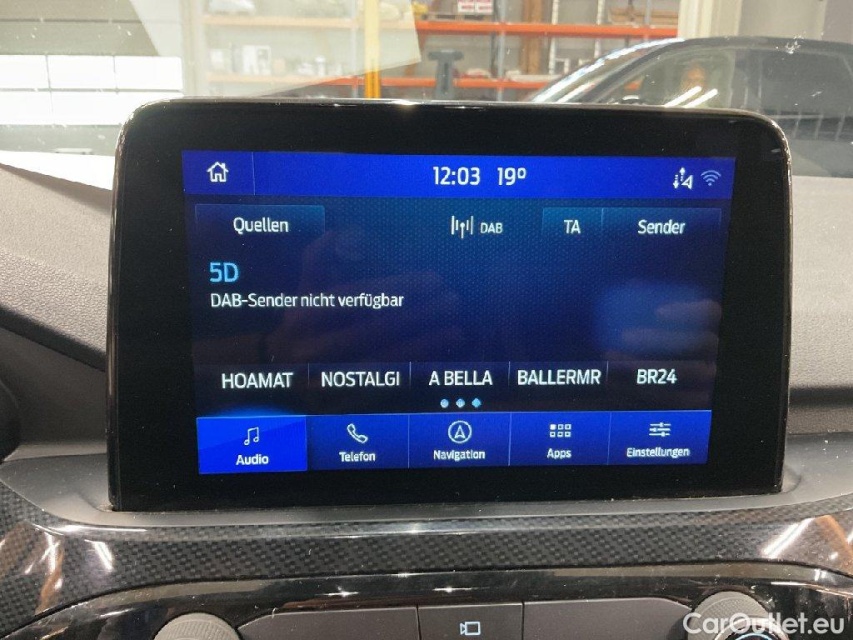 12:03 19°
Quellen DAB TA Sender
5D
DAB-Sender nicht verfügbar
HOAMAT NOSTALGI A BELLA BALLERMR BR24
Audio Telefon Navigation Apps Einstellungen
CarOutlet.eu